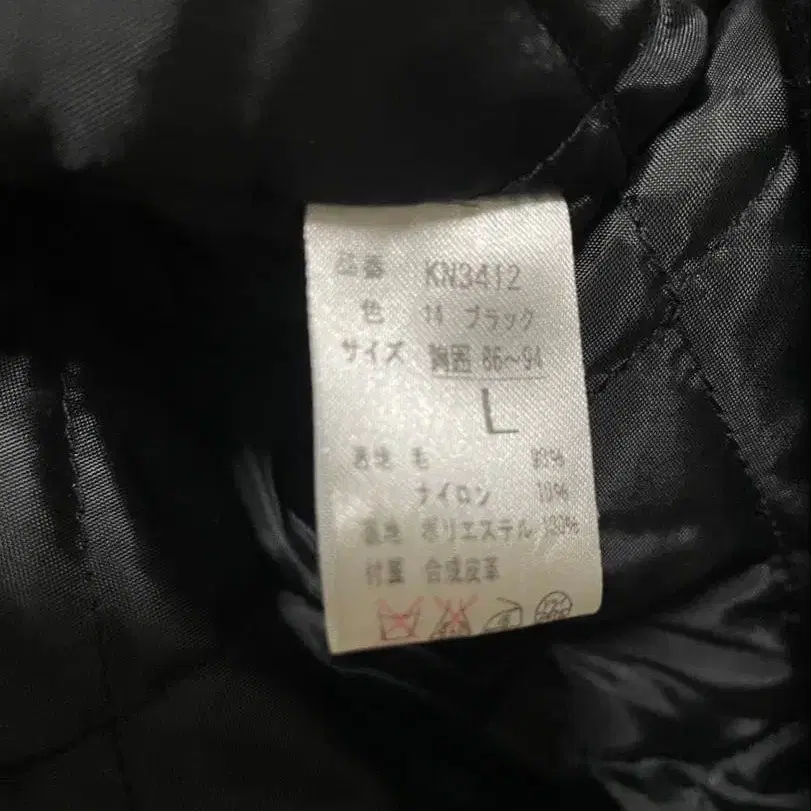 品番 KN3412
色 14 ブラック
サイズ 胸囲 86〜94
L
表地 毛 90%
ナイロン 10%
裏地 ポリエステル 100%
付属 合成皮革